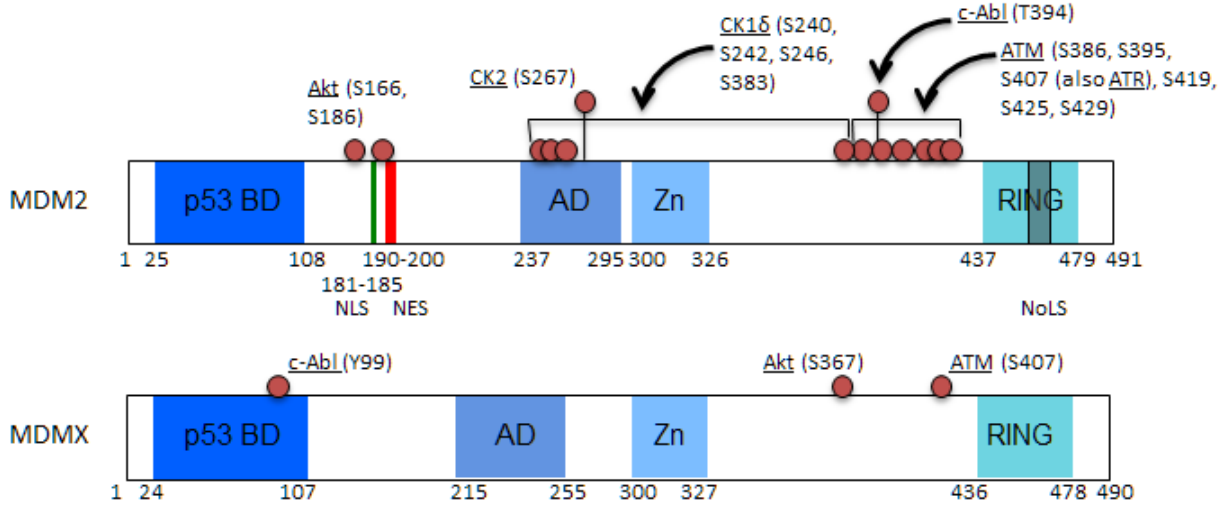 c-Abl (T394)
CK1δ (S240,
S242, S246,
S383)
ATM (S386, S395,
S407 (also ATR), S419,
S425, S429)
CK2 (S267)
Akt (S166,
S186)
MDM2
p53 BD
AD
Zn
RING
1 25 108 190-200 237 295 300 326 437 479 491
181-185
NLS NES NoLS
c-Abl (Y99)
Akt (S367)
ATM (S407)
MDMX
p53 BD
AD
Zn
RING
1 24 107 215 255 300 327 436 478 490